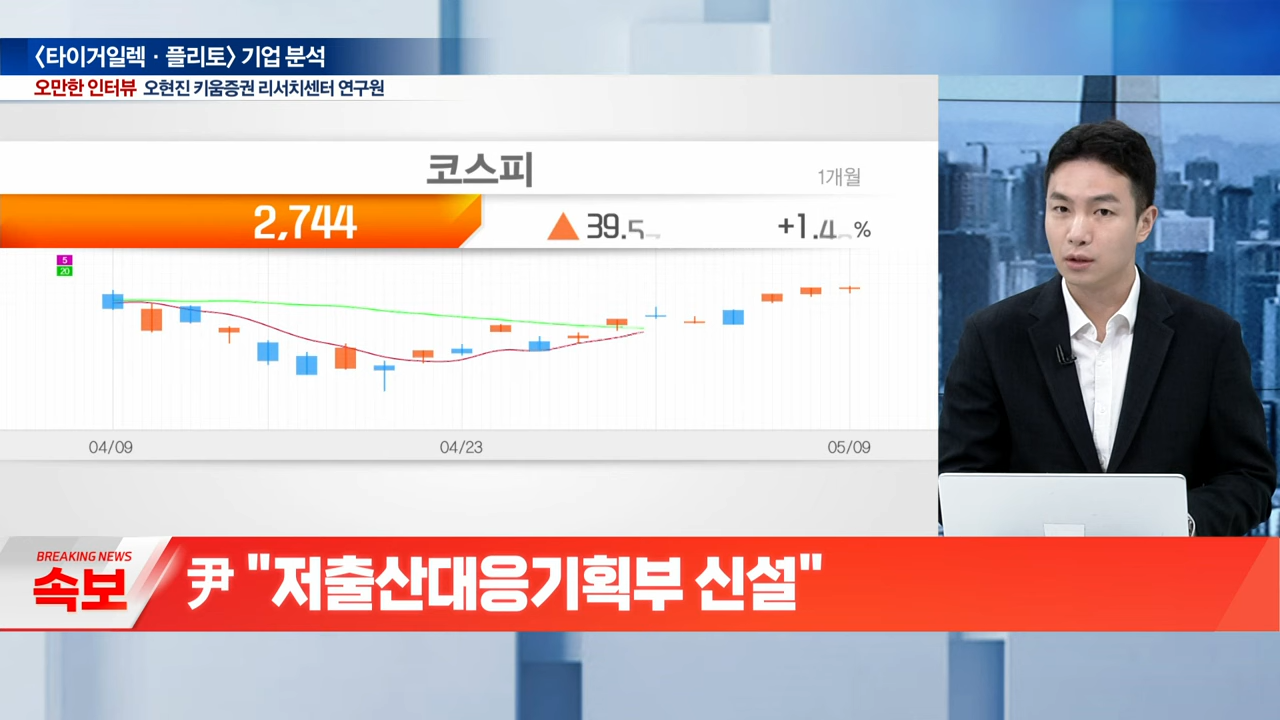 〈타이거일렉 · 플리토〉 기업 분석
오만한 인터뷰 오현진 키움증권 리서치센터 연구원
코스피
1개월
2,744 ▲ 39.5 +1.4 %
5
20
04/09 04/23 05/09
BREAKING NEWS
속보
尹 "저출산대응기획부 신설"